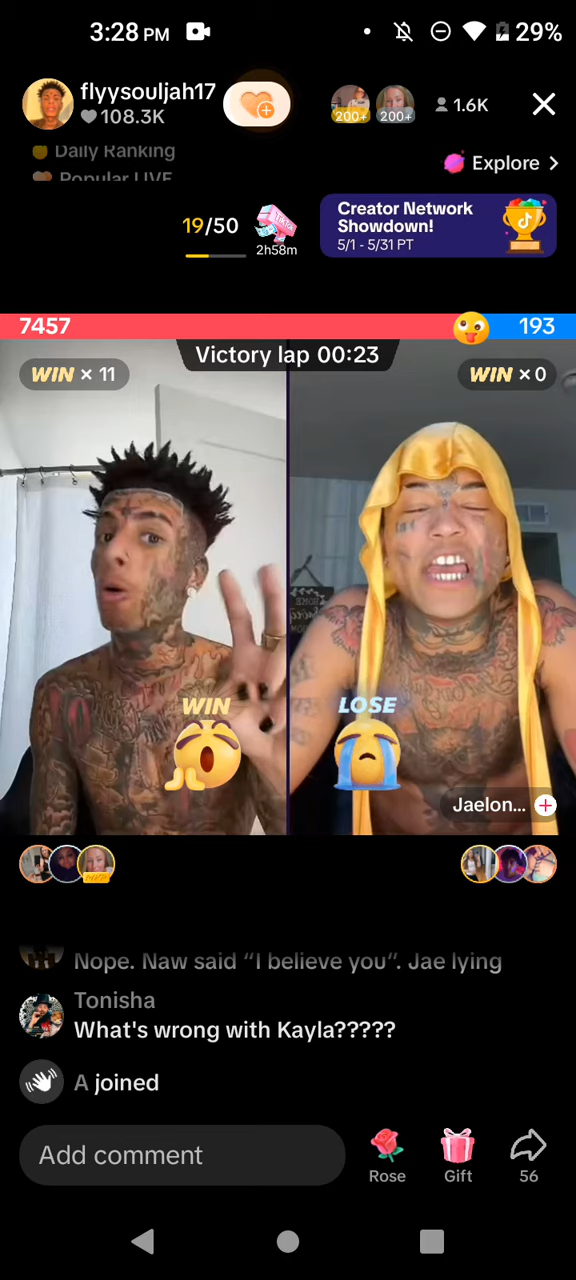 3:28 PM
29%
flyysouljah17
108.3K
200+
200+
1.6K
Daily Ranking
Explore >
Popular LIVE
19/50
2h58m
Creator Network
Showdown!
5/1 - 5/31 PT
7457
193
Victory lap 00:23
WIN × 11
WIN × 0
WIN
LOSE
Jaelon...
Nope. Naw said “I believe you”. Jae lying
Tonisha
What's wrong with Kayla?????
A joined
Add comment
Rose
Gift
56